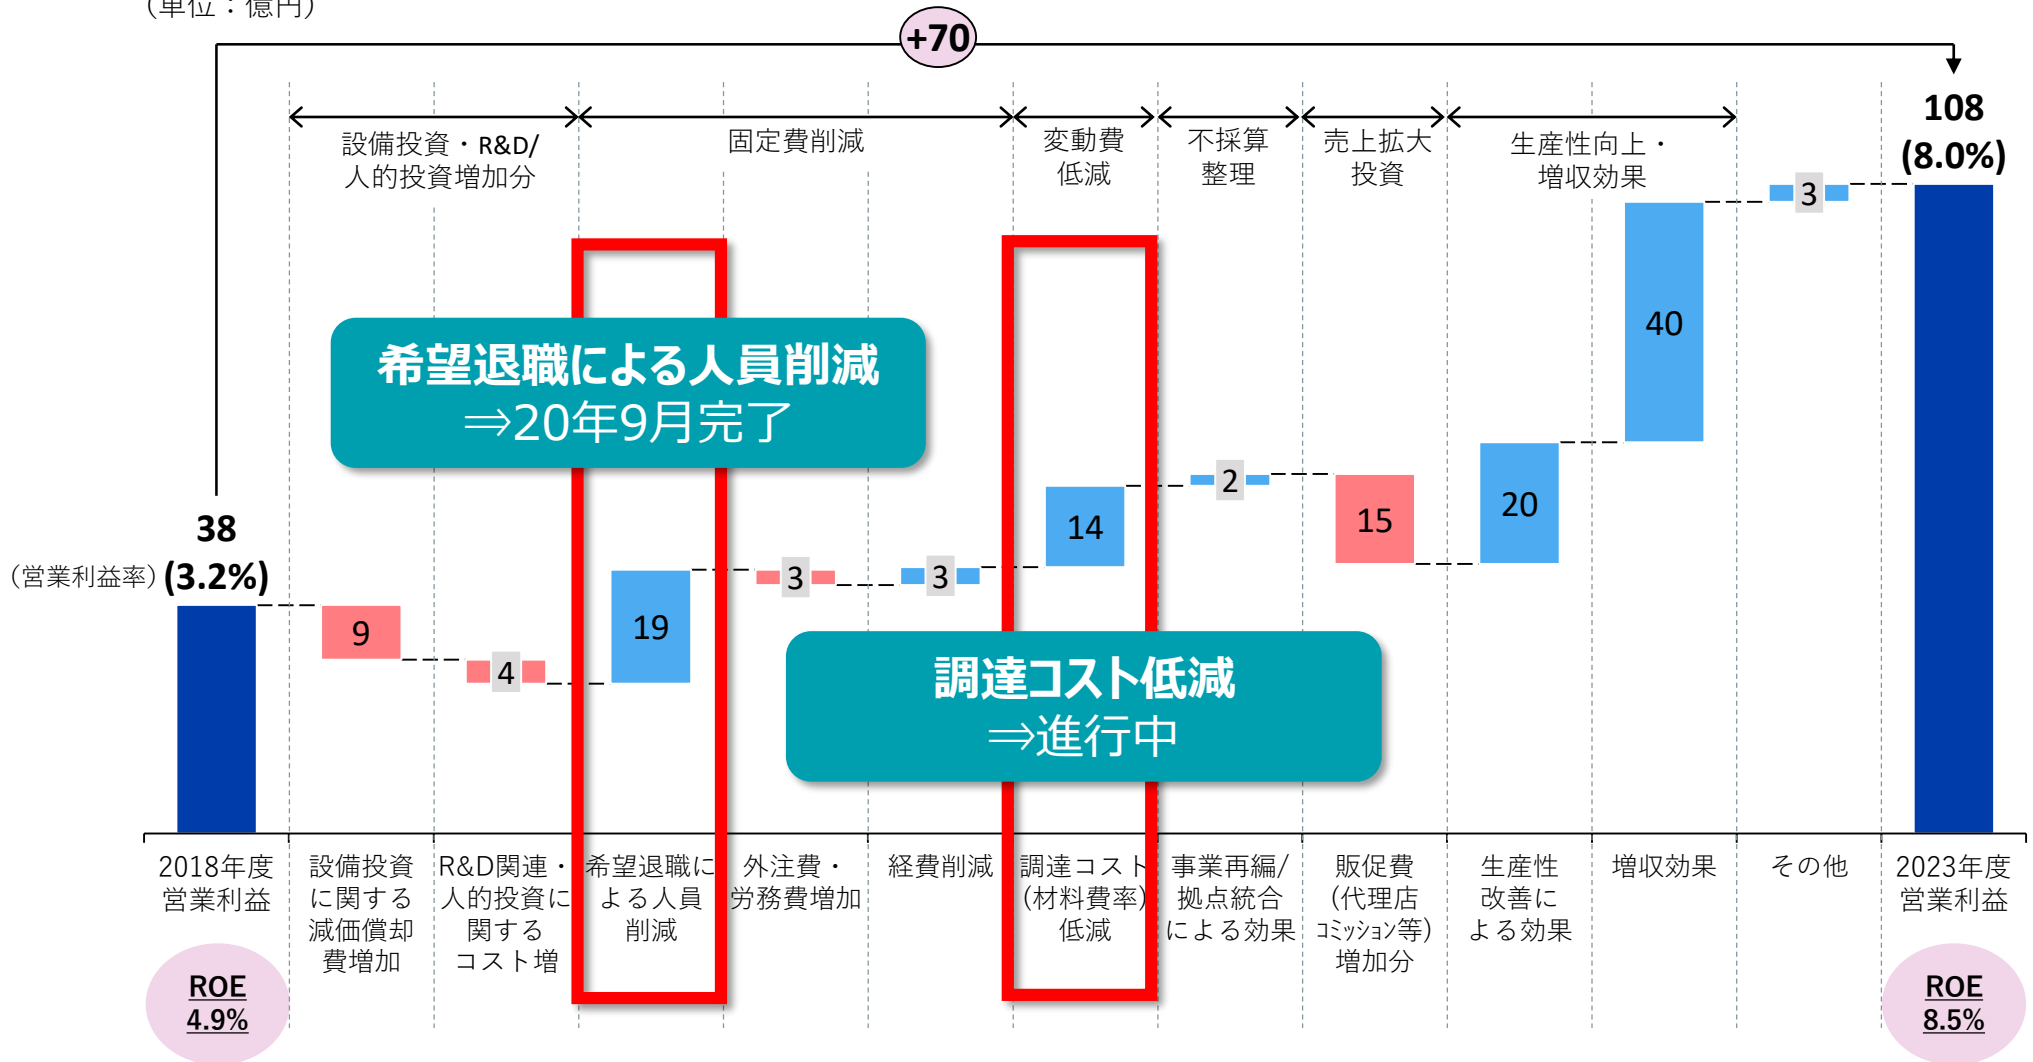 （単位：億円）
+70
設備投資・R&D/
人的投資増加分
固定費削減
変動費
低減
不採算
整理
売上拡大
投資
生産性向上・
増収効果
108
(8.0%)
38
（営業利益率）(3.2%)
9
4
19
3
3
14
2
15
20
40
3
希望退職による人員削減
⇒20年9月完了
調達コスト低減
⇒進行中
2018年度
営業利益
設備投資
に関する
減価償却
費増加
R&D関連・
人的投資に
関する
コスト増
希望退職に
よる人員
削減
外注費・
労務費増加
経費削減
調達コスト
(材料費率)
低減
事業再編/
拠点統合
による効果
販促費
(代理店
ｺﾐｯｼｮﾝ等)
増加分
生産性
改善に
よる効果
増収効果
その他
2023年度
営業利益
ROE
4.9%
ROE
8.5%